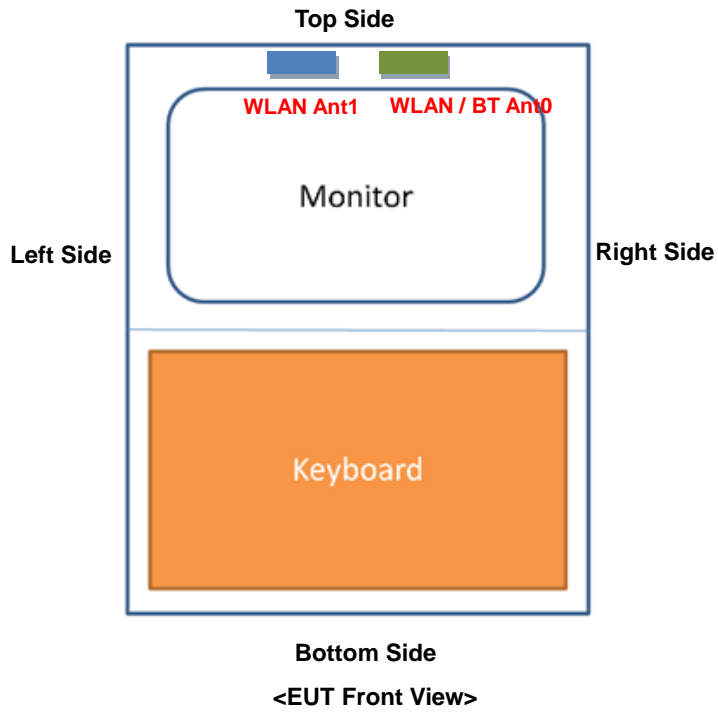 Top Side
WLAN Ant1
WLAN / BT Ant0
Monitor
Left Side
Right Side
Keyboard
Bottom Side
<EUT Front View>